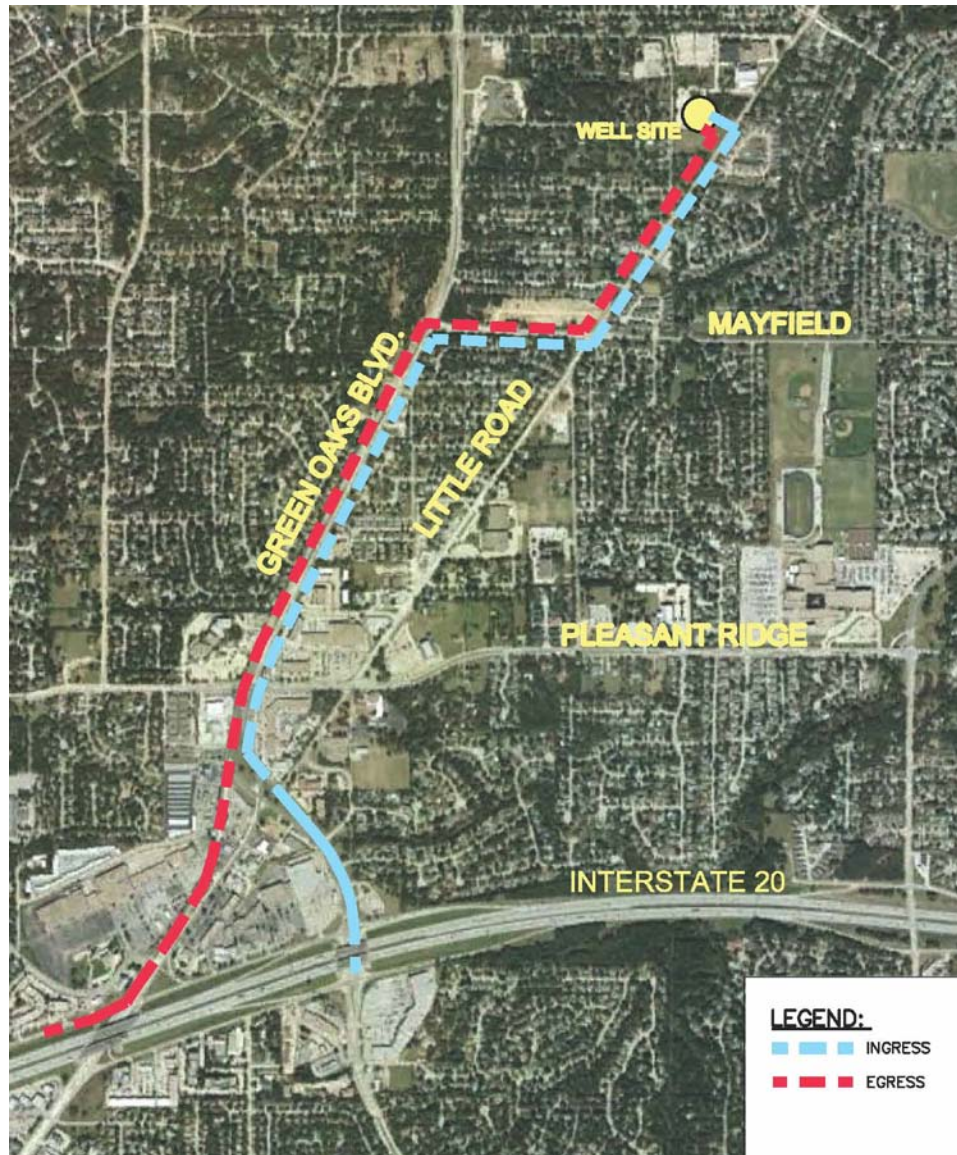 WELL SITE
MAYFIELD
GREEN OAKS BLVD.
LITTLE ROAD
PLEASANT RIDGE
INTERSTATE 20
LEGEND:
INGRESS
EGRESS